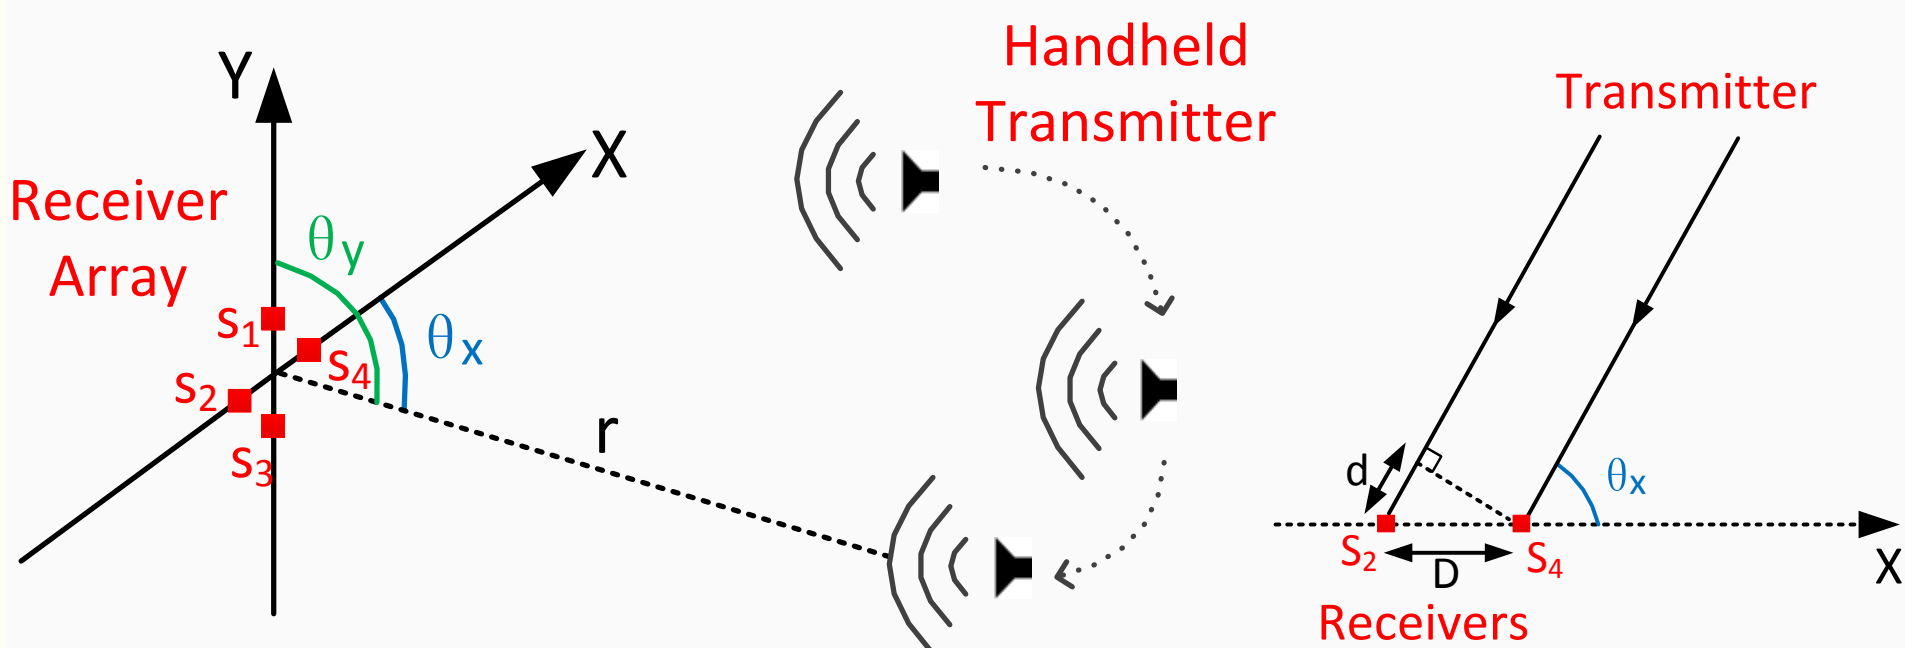 Y
X
Receiver
Array
θy
θx
S1
S4
S2
S3
r
Handheld
Transmitter
Transmitter
d
θx
S2
D
S4
X
Receivers